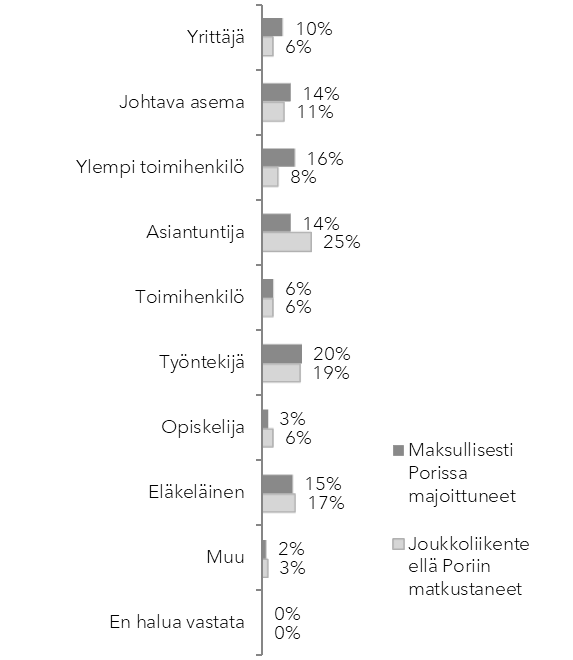 Yrittäjä
10%
6%
Johtava asema
14%
11%
Ylempi toimihenkilö
16%
8%
Asiantuntija
14%
25%
Toimihenkilö
6%
6%
Työntekijä
20%
19%
Opiskelija
3%
6%
Eläkeläinen
15%
17%
Muu
2%
3%
En halua vastata
0%
0%
Maksullisesti
Porissa
majoittuneet
Joukkoliikente
ellä Poriin
matkustaneet